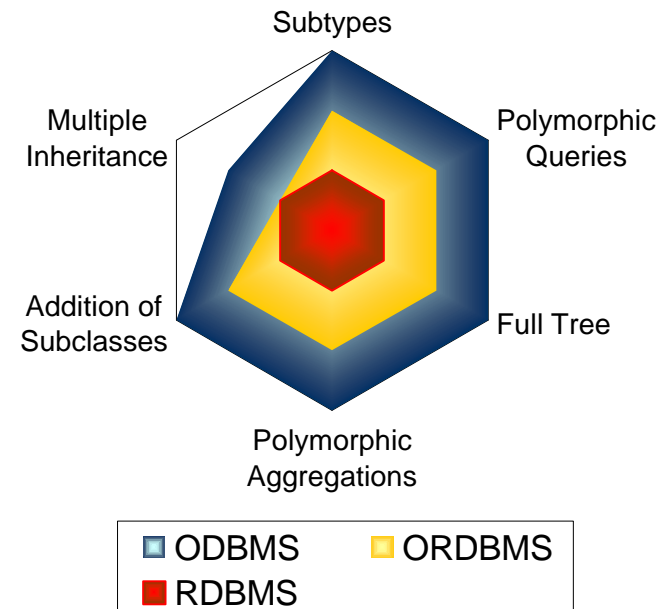 Subtypes
Multiple
Inheritance
Polymorphic
Queries
Addition of
Subclasses
Full Tree
Polymorphic
Aggregations
ODBMS
ORDBMS
RDBMS